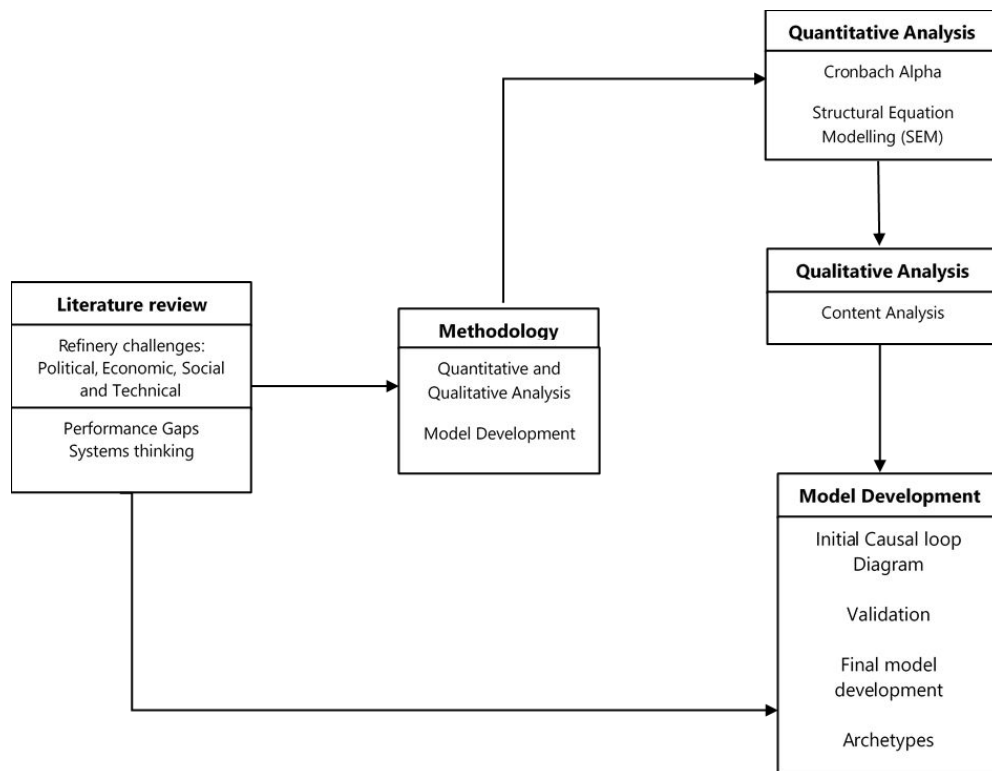 Literature review
Refinery challenges:
Political, Economic, Social
and Technical
Performance Gaps
Systems thinking
Methodology
Quantitative and
Qualitative Analysis
Model Development
Quantitative Analysis
Cronbach Alpha
Structural Equation
Modelling (SEM)
Qualitative Analysis
Content Analysis
Model Development
Initial Causal loop
Diagram
Validation
Final model
development
Archetypes